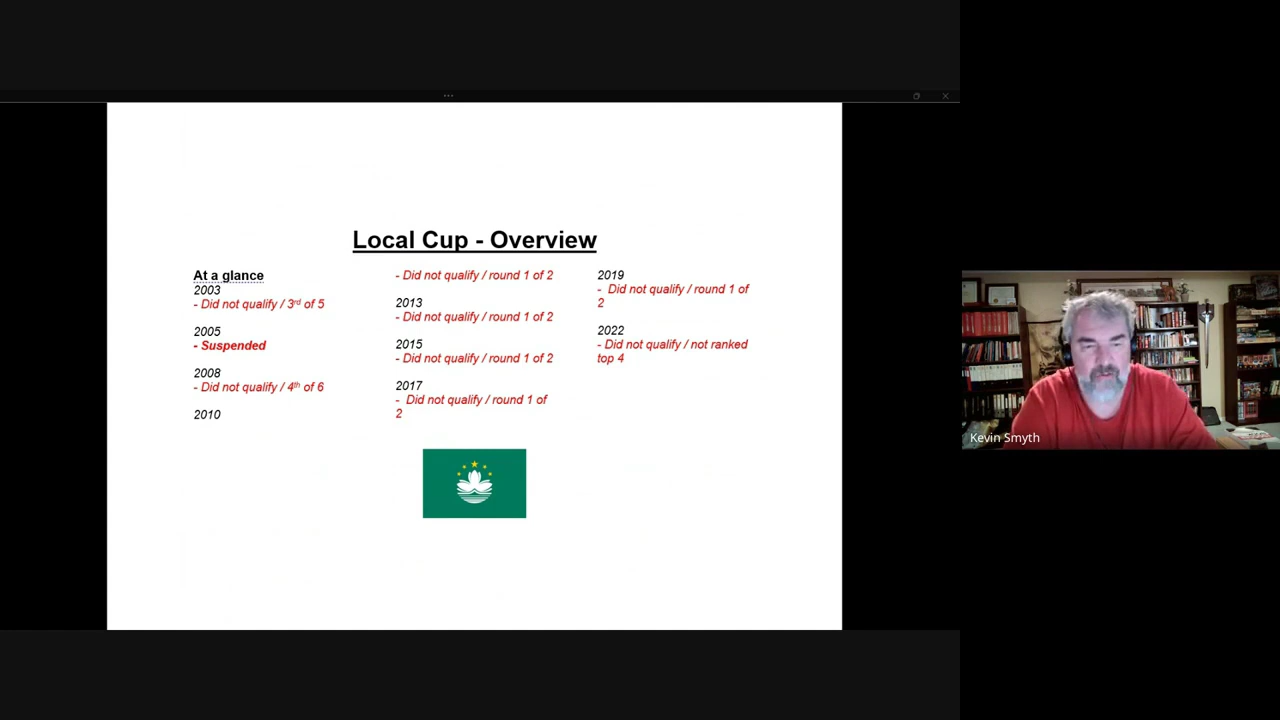 Local Cup - Overview
At a glance
2003
- Did not qualify / 3rd of 5
2005
- Suspended
2008
- Did not qualify / 4th of 6
2010
- Did not qualify / round 1 of 2
2013
- Did not qualify / round 1 of 2
2015
- Did not qualify / round 1 of 2
2017
- Did not qualify / round 1 of
2
2019
- Did not qualify / round 1 of
2
2022
- Did not qualify / not ranked
top 4
Kevin Smyth